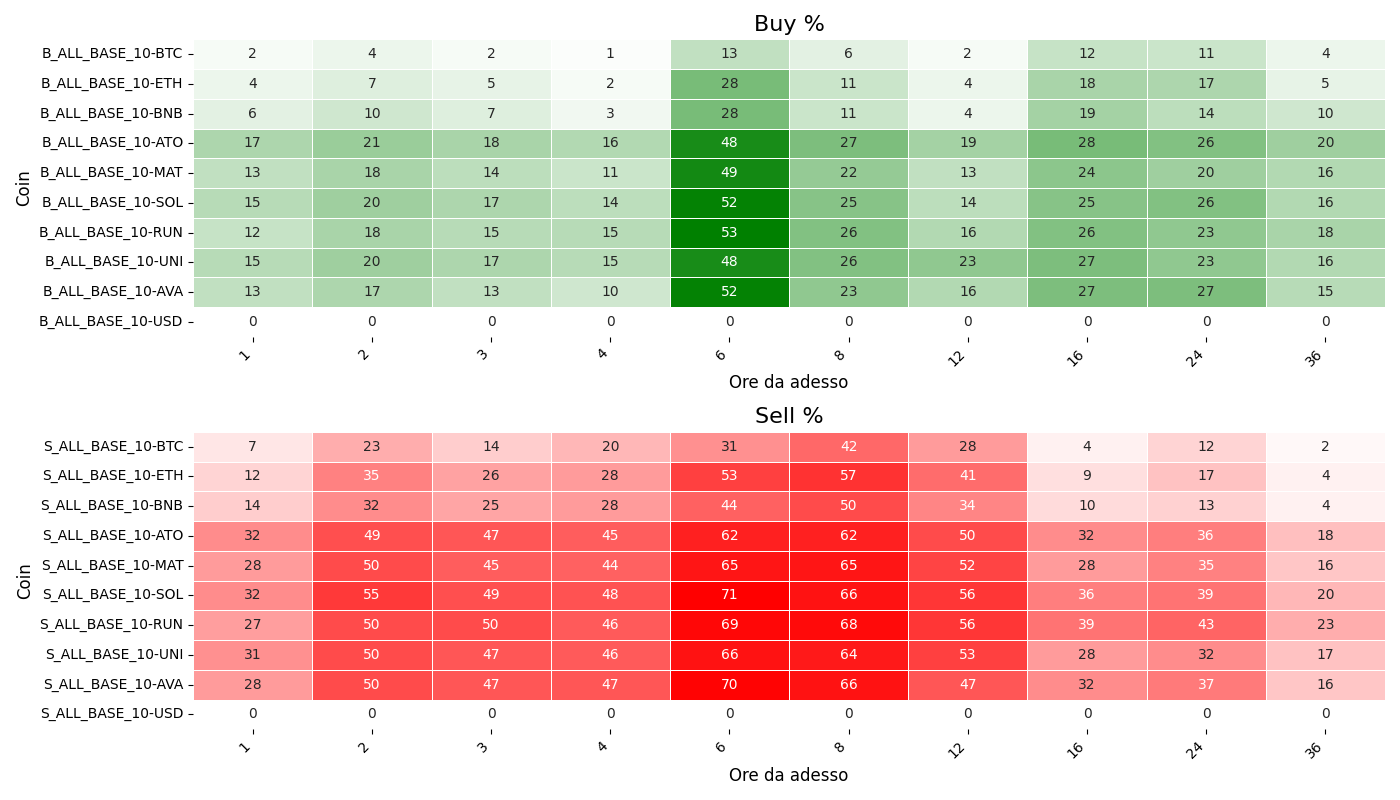 Buy %
Coin
B_ALL_BASE_10-BTC 2 4 2 1 13 6 2 12 11 4
B_ALL_BASE_10-ETH 4 7 5 2 28 11 4 18 17 5
B_ALL_BASE_10-BNB 6 10 7 3 28 11 4 19 14 10
B_ALL_BASE_10-ATO 17 21 18 16 48 27 19 28 26 20
B_ALL_BASE_10-MAT 13 18 14 11 49 22 13 24 20 16
B_ALL_BASE_10-SOL 15 20 17 14 52 25 14 25 26 16
B_ALL_BASE_10-RUN 12 18 15 15 53 26 16 26 23 18
B_ALL_BASE_10-UNI 15 20 17 15 48 26 23 27 23 16
B_ALL_BASE_10-AVA 13 17 13 10 52 23 16 27 27 15
B_ALL_BASE_10-USD 0 0 0 0 0 0 0 0 0 0
1 2 3 4 6 8 12 16 24 36
Ore da adesso
Sell %
Coin
S_ALL_BASE_10-BTC 7 23 14 20 31 42 28 4 12 2
S_ALL_BASE_10-ETH 12 35 26 28 53 57 41 9 17 4
S_ALL_BASE_10-BNB 14 32 25 28 44 50 34 10 13 4
S_ALL_BASE_10-ATO 32 49 47 45 62 62 50 32 36 18
S_ALL_BASE_10-MAT 28 50 45 44 65 65 52 28 35 16
S_ALL_BASE_10-SOL 32 55 49 48 71 66 56 36 39 20
S_ALL_BASE_10-RUN 27 50 50 46 69 68 56 39 43 23
S_ALL_BASE_10-UNI 31 50 47 46 66 64 53 28 32 17
S_ALL_BASE_10-AVA 28 50 47 47 70 66 47 32 37 16
S_ALL_BASE_10-USD 0 0 0 0 0 0 0 0 0 0
1 2 3 4 6 8 12 16 24 36
Ore da adesso